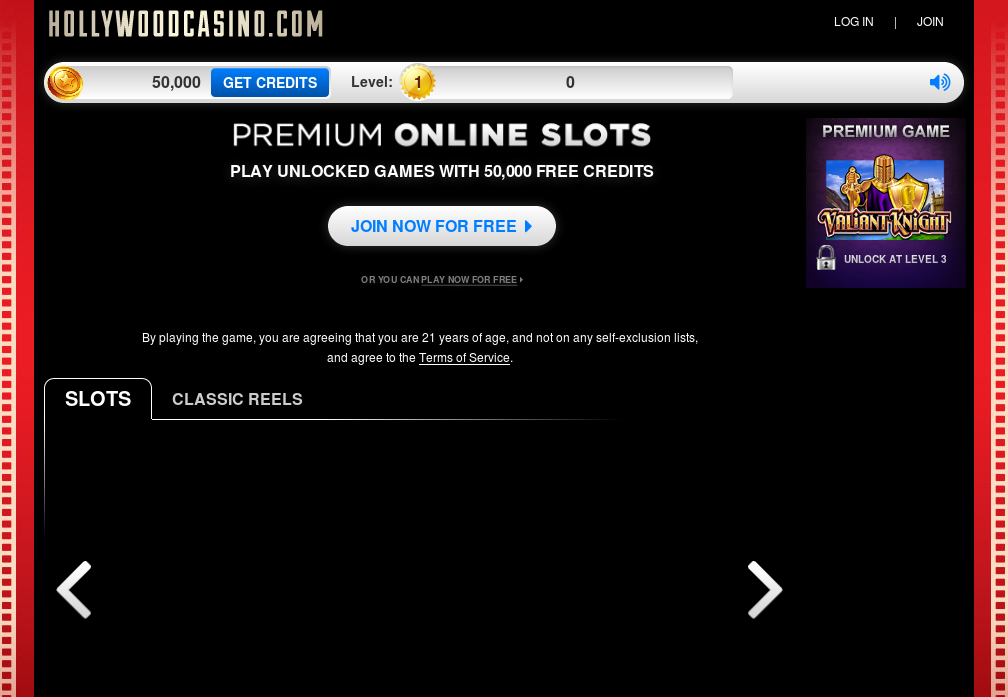 HOLLYWOODCASINO.COM
LOG IN | JOIN
50,000 GET CREDITS Level: 1 0
PREMIUM ONLINE SLOTS
PLAY UNLOCKED GAMES WITH 50,000 FREE CREDITS
JOIN NOW FOR FREE
OR YOU CAN PLAY NOW FOR FREE
PREMIUM GAME
VALIANT KNIGHT
UNLOCK AT LEVEL 3
By playing the game, you are agreeing that you are 21 years of age, and not on any self-exclusion lists,
and agree to the Terms of Service.
SLOTS CLASSIC REELS